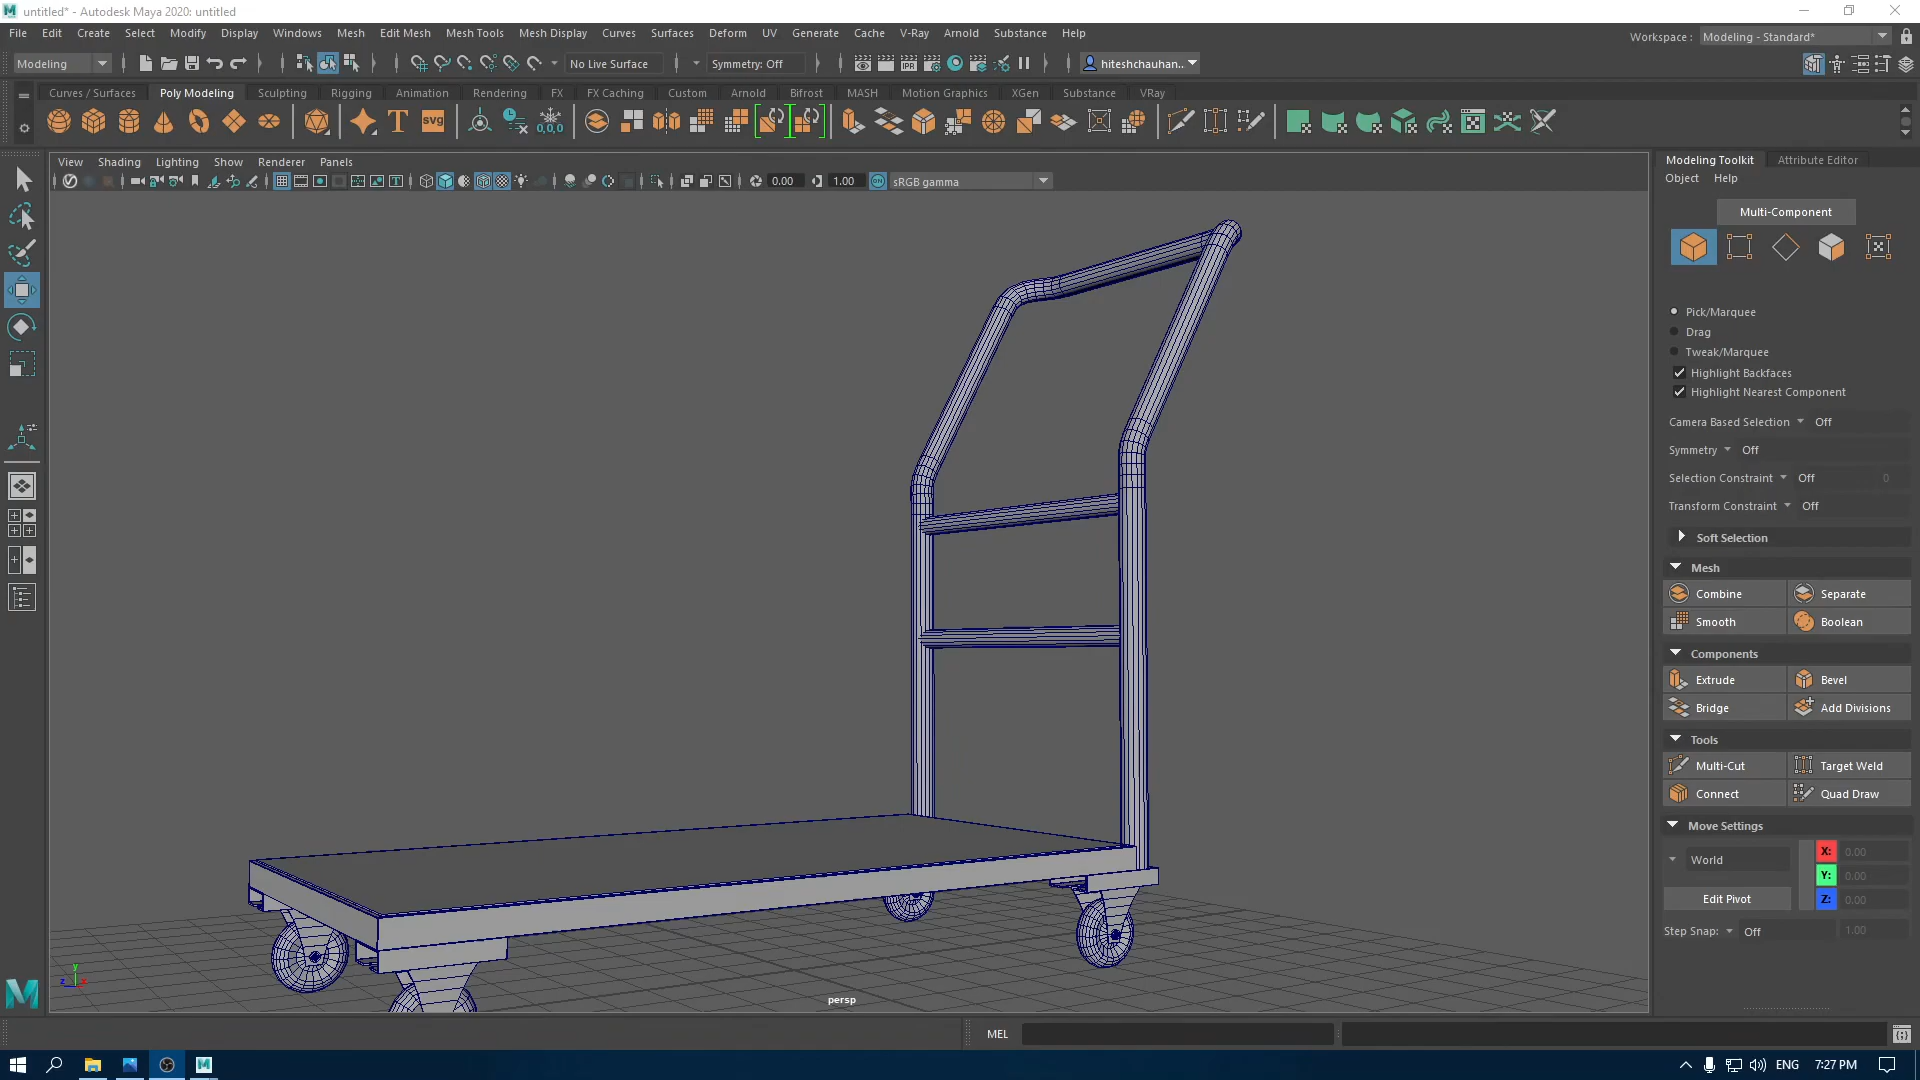 untitled* - Autodesk Maya 2020: untitled
File Edit Create Select Modify Display Windows Mesh Edit Mesh Mesh Tools Mesh Display Curves Surfaces Deform UV Generate Cache V-Ray Arnold Substance Help
Workspace : Modeling - Standard*
Modeling No Live Surface Symmetry: Off IPR hiteshchauhan..
Curves / Surfaces Poly Modeling Sculpting Rigging Animation Rendering FX FX Caching Custom Arnold Bifrost MASH Motion Graphics XGen Substance VRay
T svg 0,0,0
View Shading Lighting Show Renderer Panels
0.00 1.00 ON sRGB gamma
Modeling Toolkit Attribute Editor
Object Help
Multi-Component
Pick/Marquee
Drag
Tweak/Marquee
Highlight Backfaces
Highlight Nearest Component
Camera Based Selection Off
Symmetry Off
Selection Constraint Off 0
Transform Constraint Off
Soft Selection
Mesh
Combine Separate
Smooth Boolean
Components
Extrude Bevel
Bridge Add Divisions
Tools
Multi-Cut Target Weld
Connect Quad Draw
Move Settings
World X: 0.00
Y: 0.00
Edit Pivot Z: 0.00
Step Snap: Off 1.00
y
z x
persp
M
MEL
ENG 7:27 PM